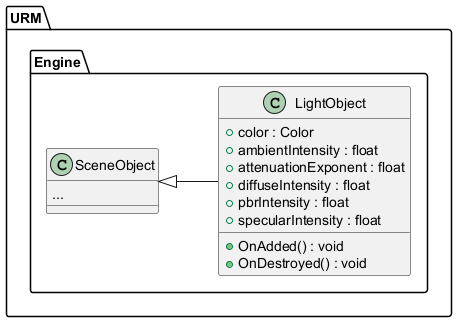 URM
Engine
C SceneObject
...
C LightObject
color : Color
ambientIntensity : float
attenuationExponent : float
diffuseIntensity : float
pbrIntensity : float
specularIntensity : float
OnAdded() : void
OnDestroyed() : void